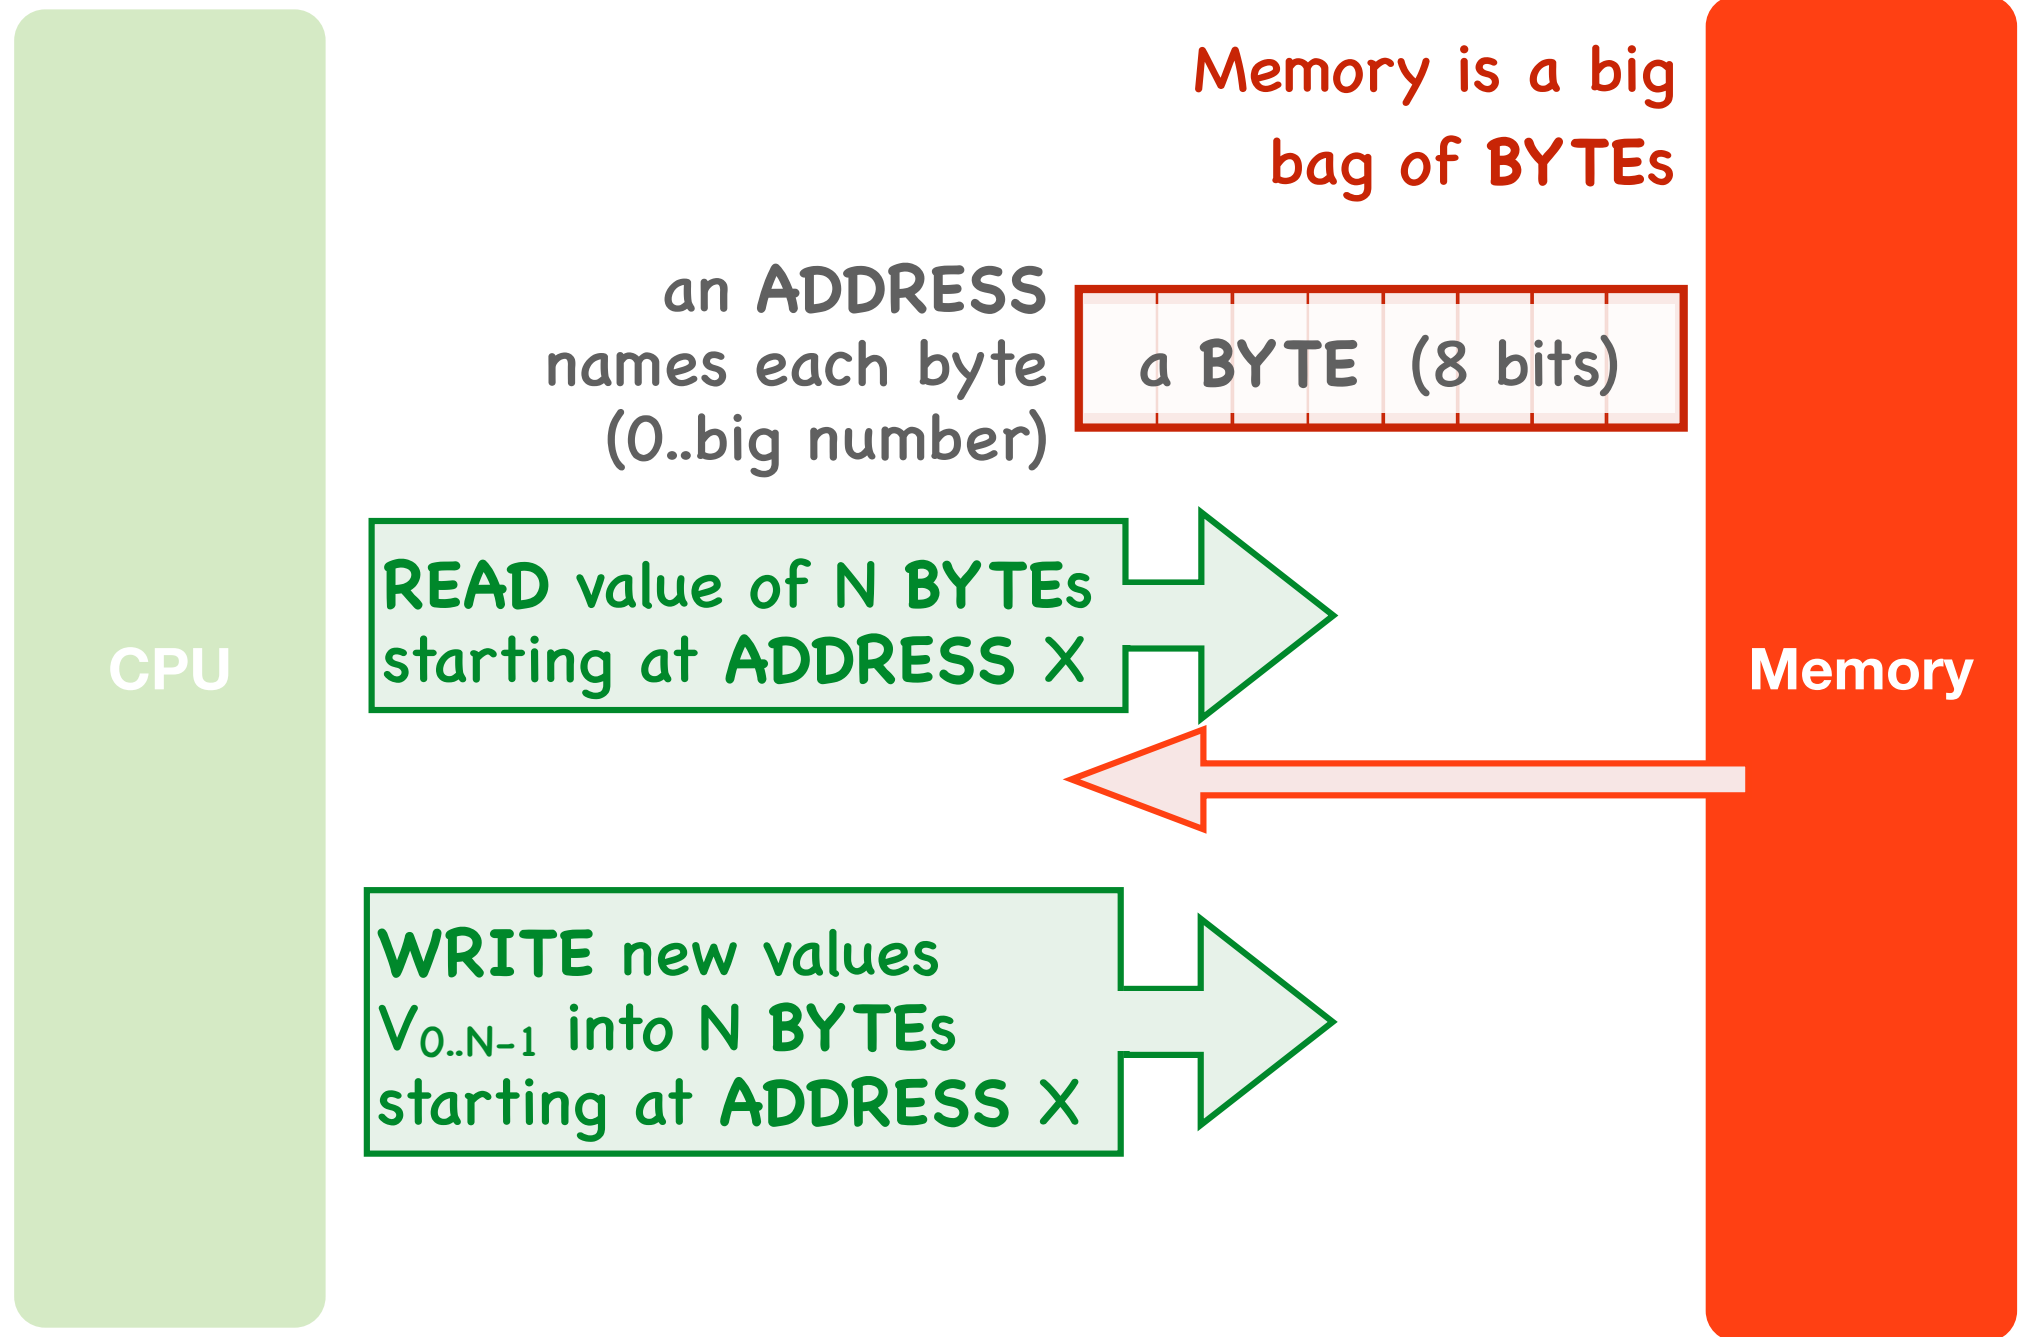 Memory is a big
bag of BYTEs
an ADDRESS
names each byte
(0..big number)
a BYTE (8 bits)
READ value of N BYTEs
starting at ADDRESS X
CPU
Memory
WRITE new values
V0..N-1 into N BYTEs
starting at ADDRESS X